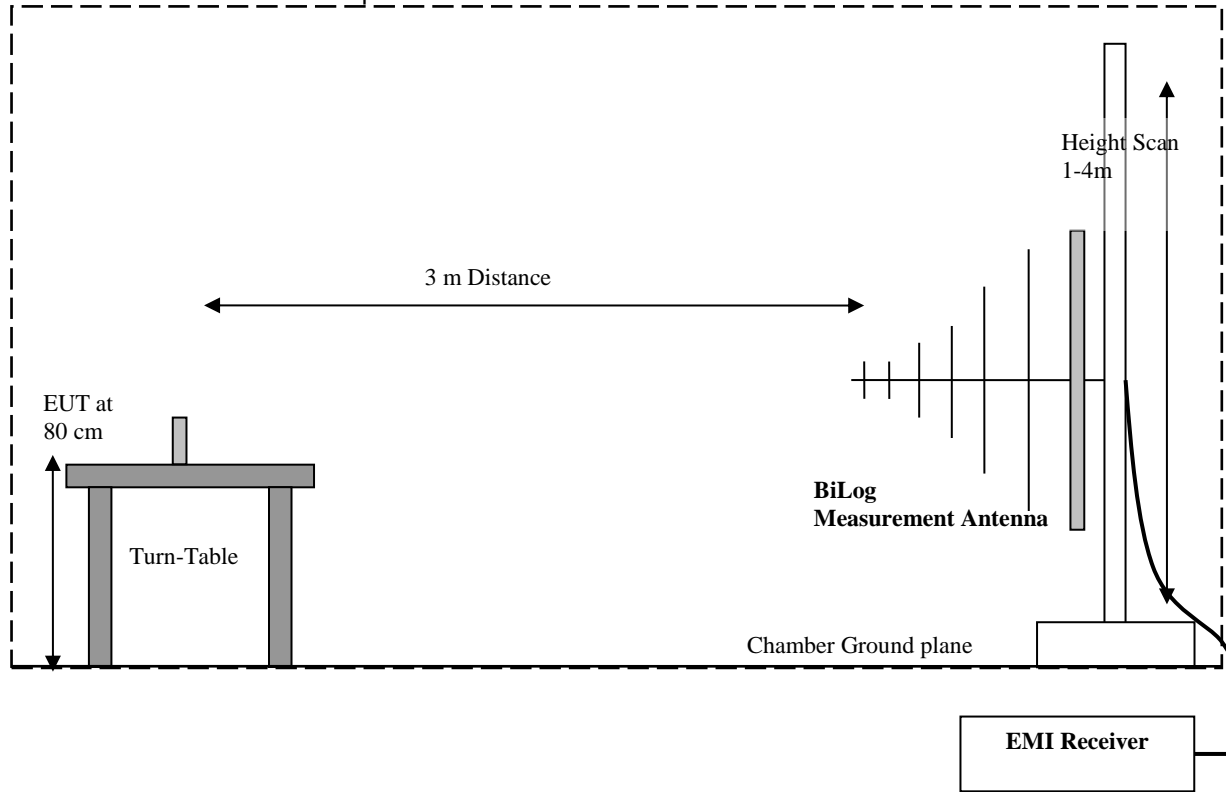 Height Scan
1-4m
3 m Distance
EUT at
80 cm
BiLog
Measurement Antenna
Turn-Table
Chamber Ground plane
EMI Receiver